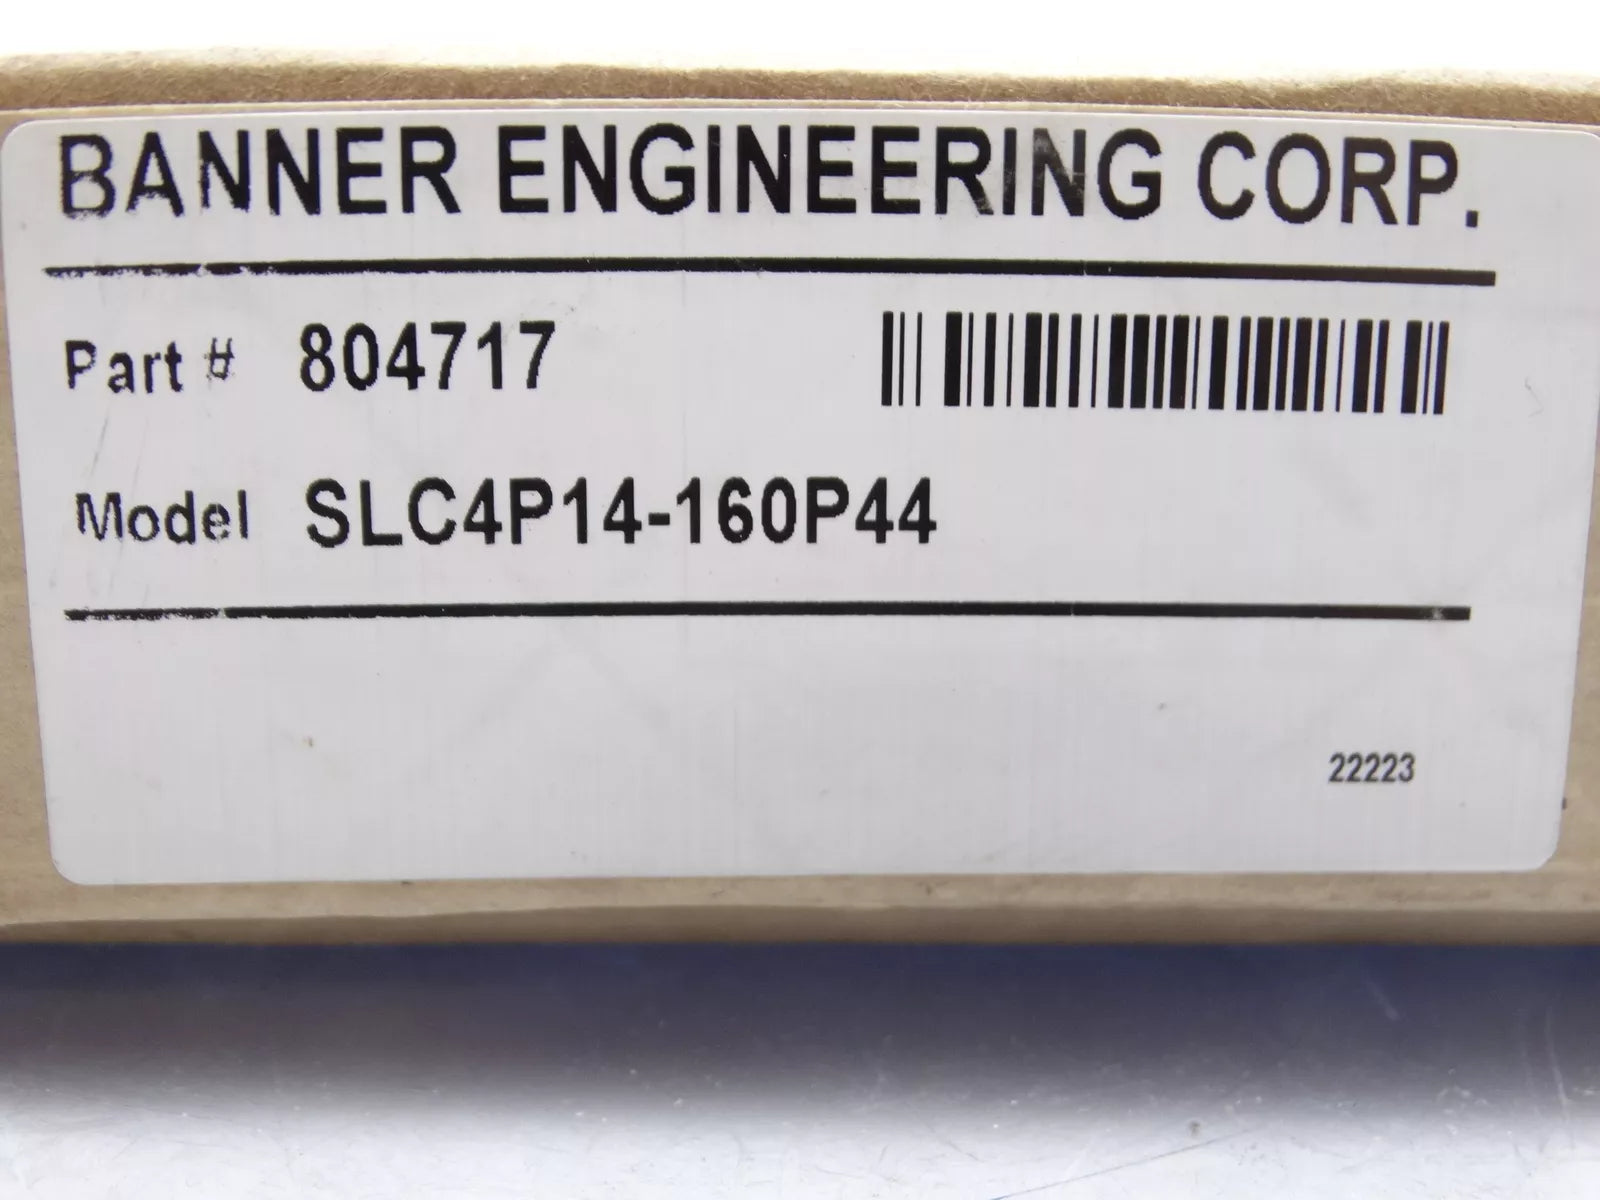 BANNER ENGINEERING CORP.
Part # 804717
Model SLC4P14-160P44
22223